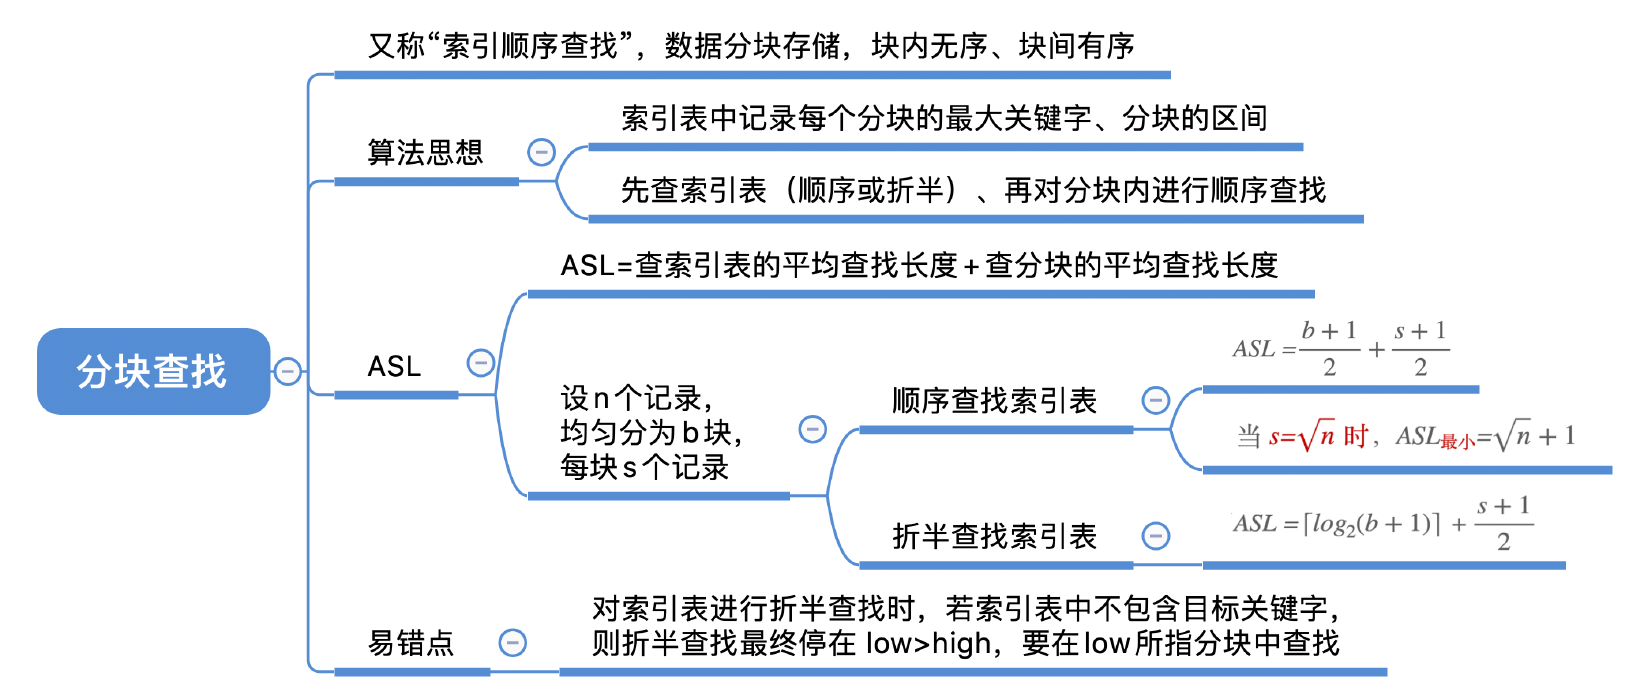 又称“索引顺序查找”，数据分块存储，块内无序、块间有序
索引表中记录每个分块的最大关键字、分块的区间
算法思想
先查索引表（顺序或折半）、再对分块内进行顺序查找
ASL=查索引表的平均查找长度+查分块的平均查找长度
分块查找
ASL
设n个记录，
均匀分为b块，
每块s个记录
顺序查找索引表
ASL = \frac{b+1}{2} + \frac{s+1}{2}
当 s=√n 时，ASL最小=√n + 1
折半查找索引表
ASL = ⌈log₂(b + 1)⌉ + \frac{s+1}{2}
易错点
对索引表进行折半查找时，若索引表中不包含目标关键字，
则折半查找最终停在 low>high，要在low所指分块中查找